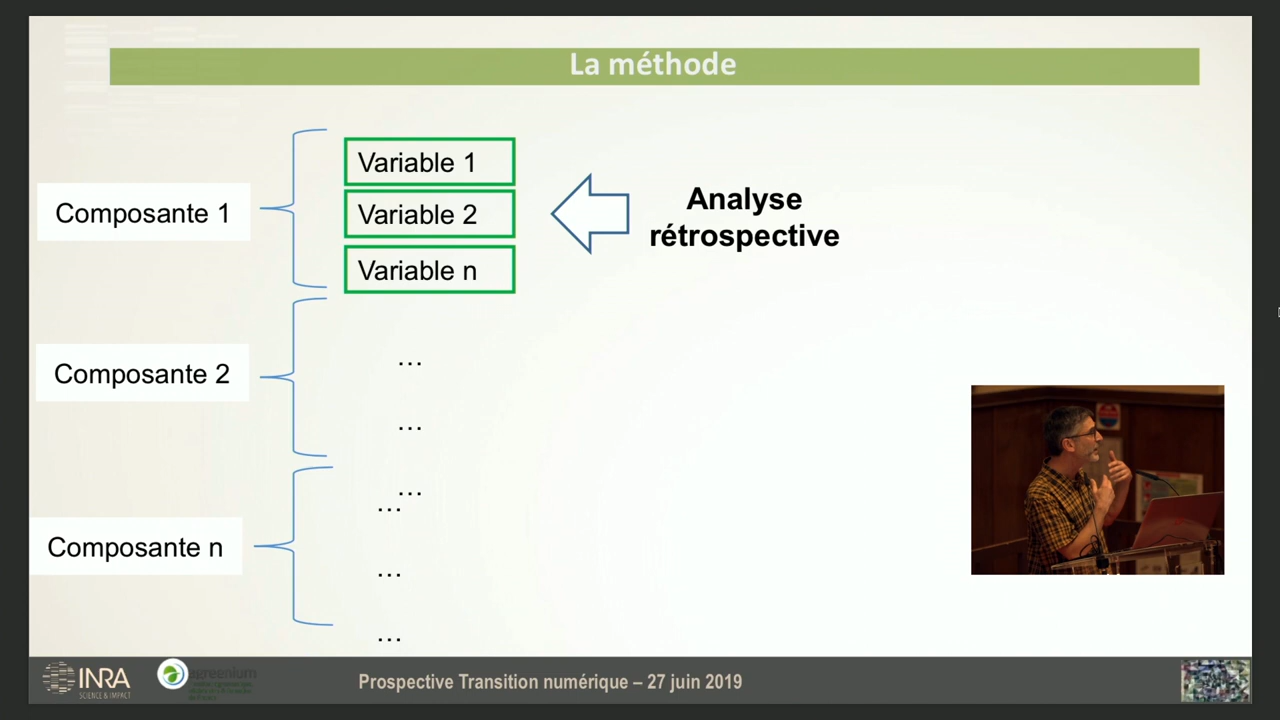 La méthode
Variable 1
Composante 1
Variable 2
Analyse
rétrospective
Variable n
…
Composante 2
…
…
…
Composante n
…
…
INRA
SCIENCE & IMPACT
agreenium
Prospective Transition numérique – 27 juin 2019